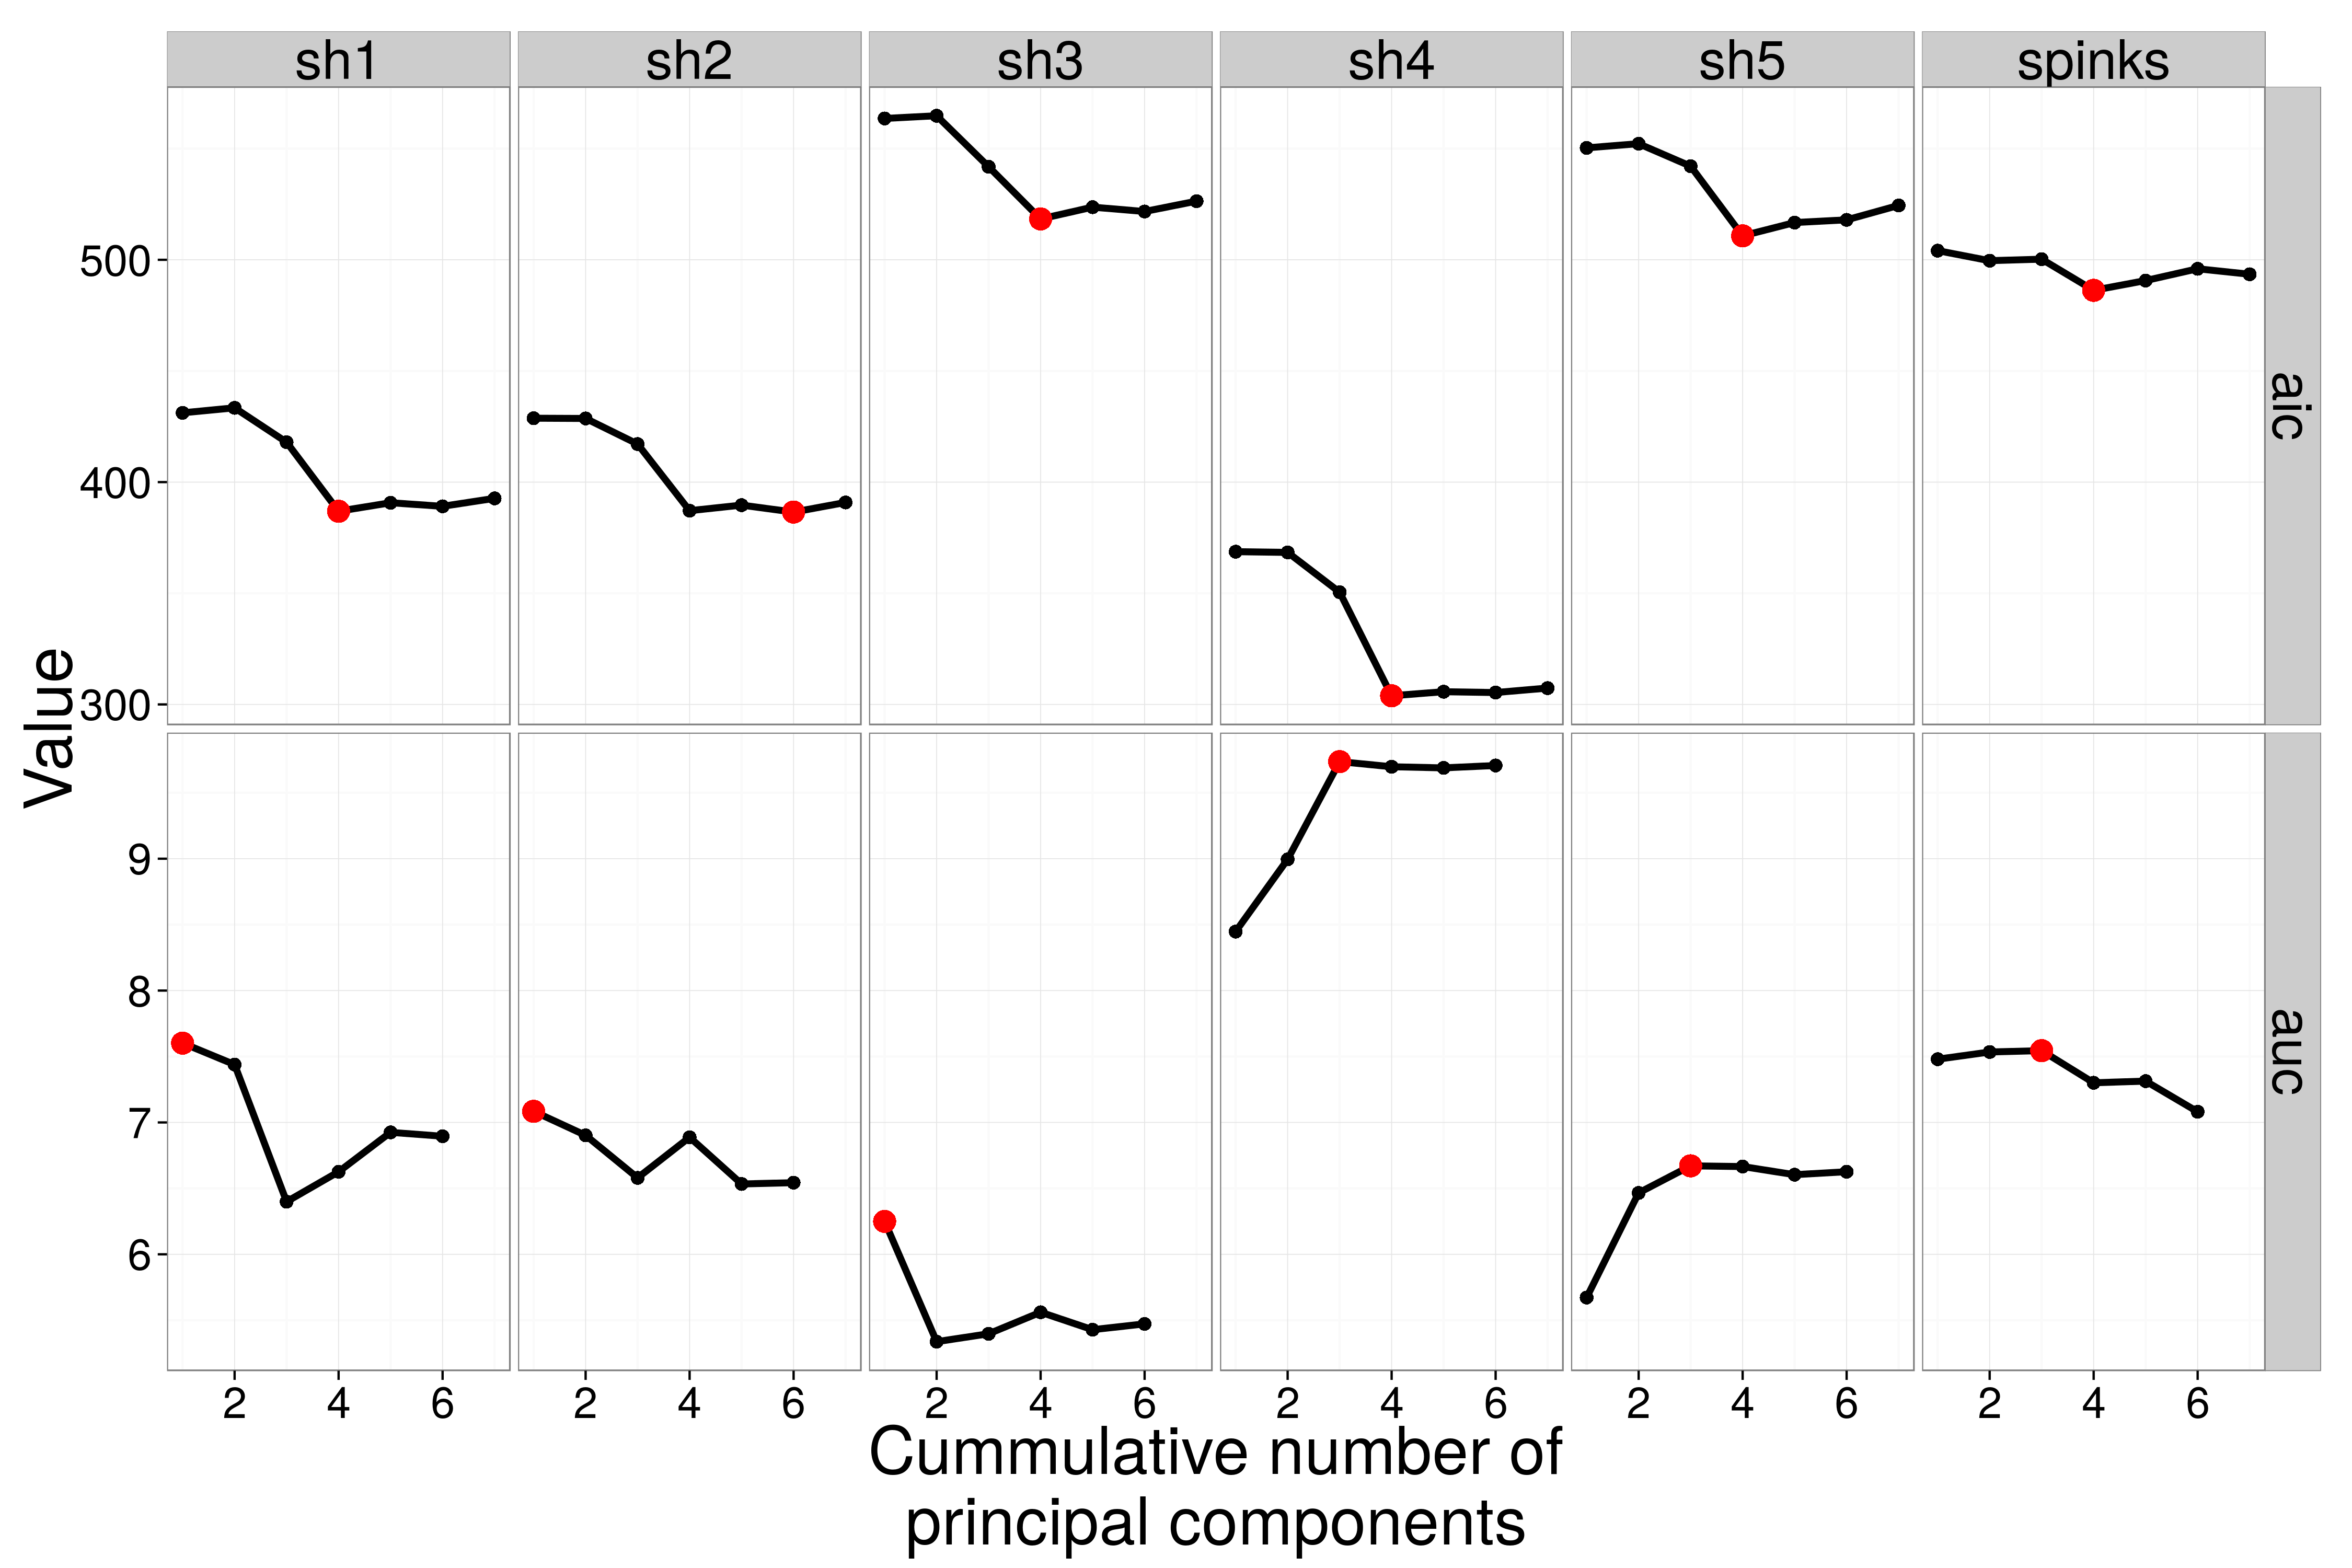 sh1 sh2 sh3 sh4 sh5 spinks
500
400
300
aic
Value
9
8
7
6
auc
2 4 6 2 4 6 2 4 6 2 4 6 2 4 6 2 4 6
Cummulative number of
principal components